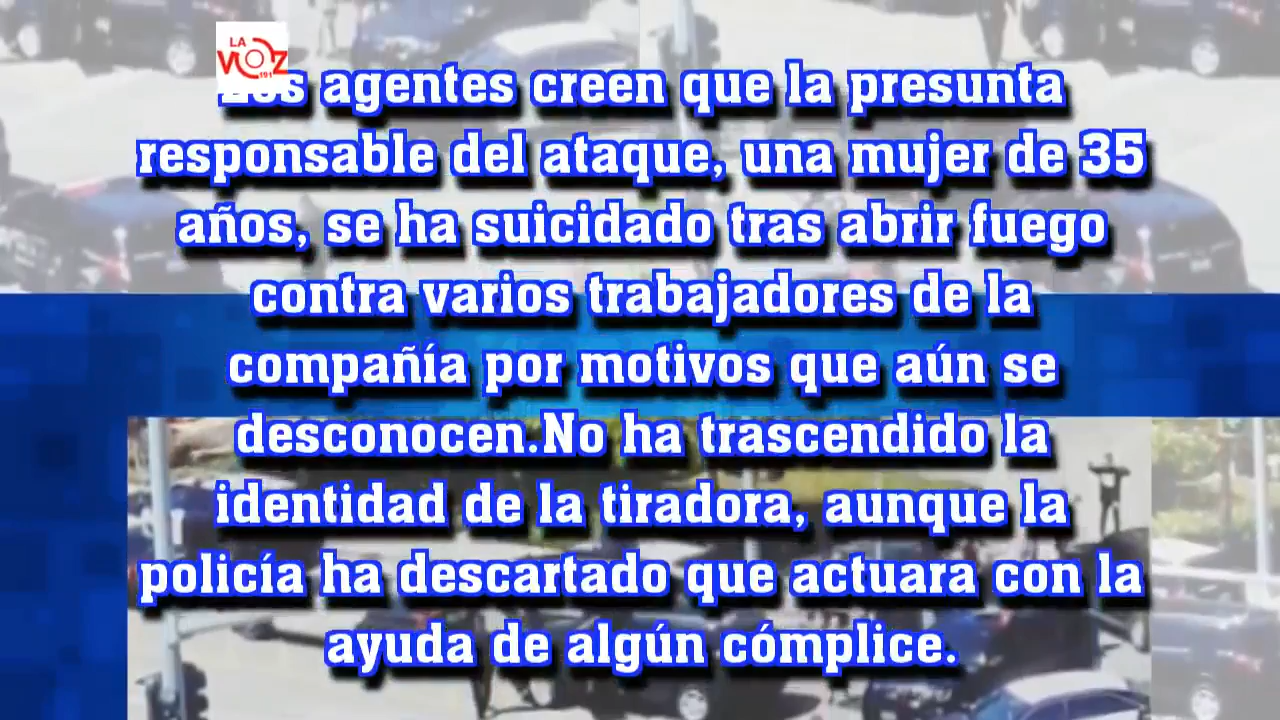 LA
VOZ
191
Los agentes creen que la presunta
responsable del ataque, una mujer de 35
años, se ha suicidado tras abrir fuego
contra varios trabajadores de la
compañía por motivos que aún se
desconocen.No ha trascendido la
identidad de la tiradora, aunque la
policía ha descartado que actuara con la
ayuda de algún cómplice.